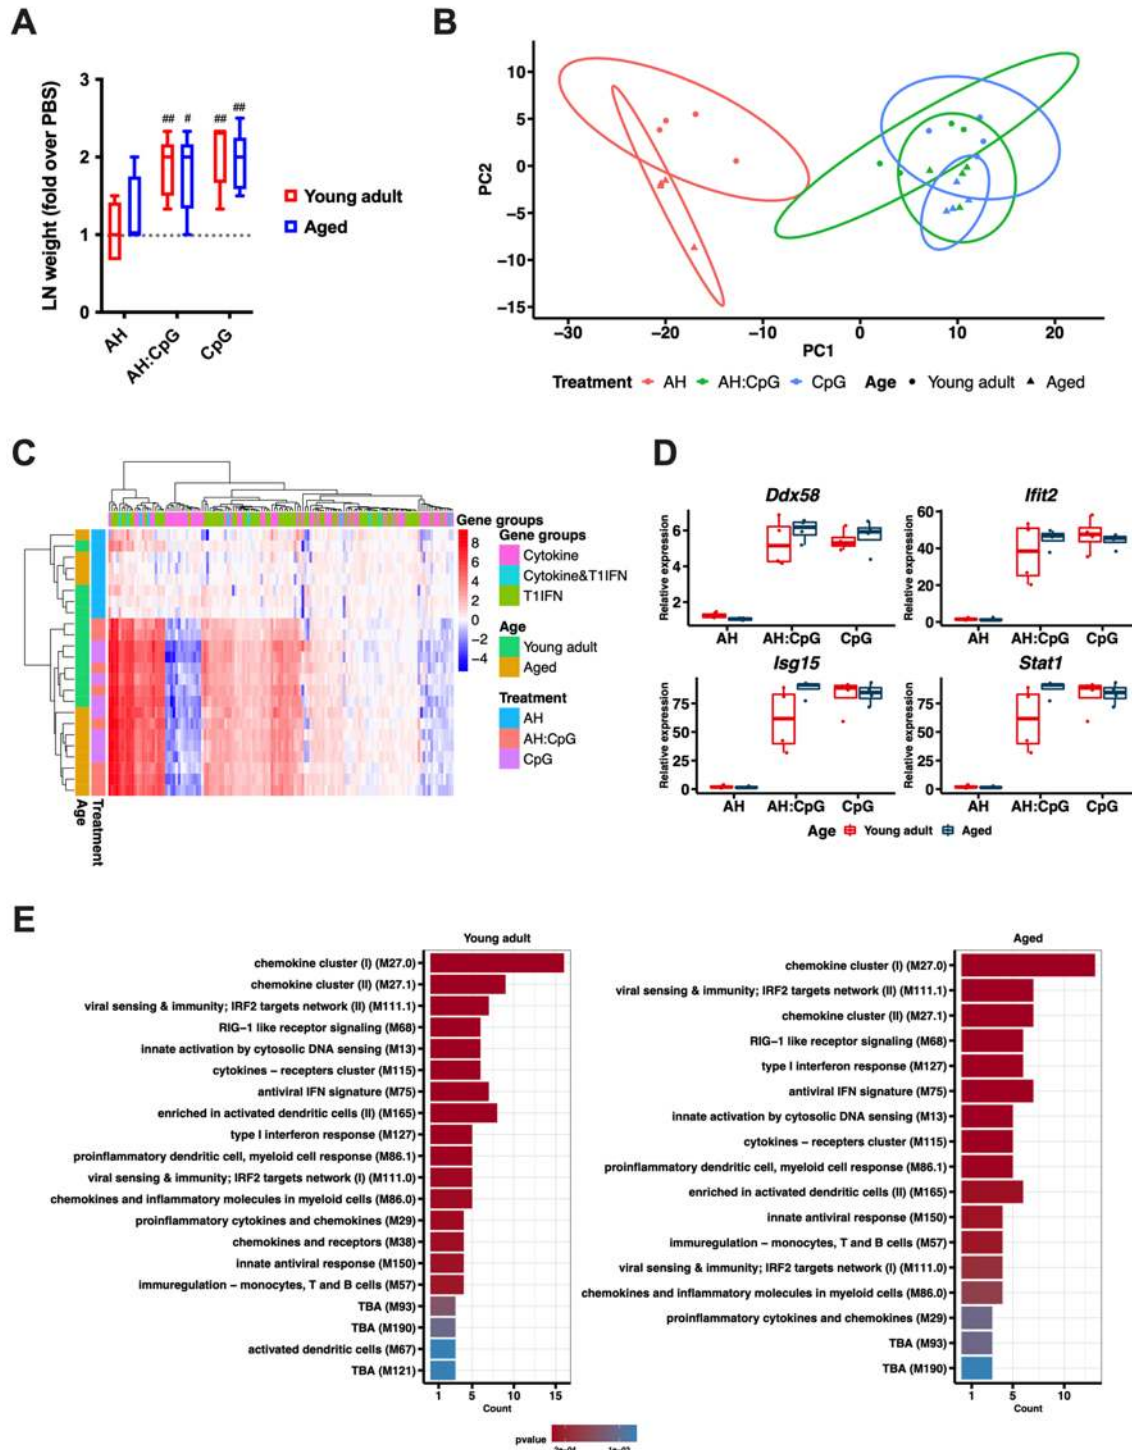 A
LN weight (fold over PBS)
3
2
1
0
##
#
##
##
AH
AH:CpG
CpG
Young adult
Aged
B
PC2
10
5
0
−5
−10
−15
−30
−20
−10
0
10
20
PC1
Treatment AH AH:CpG CpG Age Young adult Aged
C
Gene groups
8
6
4
2
0
−2
−4
Gene groups
Cytokine
Cytokine&T1IFN
T1IFN
Age
Young adult
Aged
Treatment
AH
AH:CpG
CpG
Age
Treatment
D
Ddx58
Relative expression
6
4
2
AH AH:CpG CpG
Ifit2
Relative expression
60
40
20
0
AH AH:CpG CpG
Isg15
Relative expression
75
50
25
0
AH AH:CpG CpG
Stat1
Relative expression
75
50
25
0
AH AH:CpG CpG
Age Young adult Aged
E
Young adult
chemokine cluster (I) (M27.0)
chemokine cluster (II) (M27.1)
viral sensing & immunity; IRF2 targets network (II) (M111.1)
RIG−1 like receptor signaling (M68)
innate activation by cytosolic DNA sensing (M13)
cytokines − recepters cluster (M115)
antiviral IFN signature (M75)
enriched in activated dendritic cells (II) (M165)
type I interferon response (M127)
proinflammatory dendritic cell, myeloid cell response (M86.1)
viral sensing & immunity; IRF2 targets network (I) (M111.0)
chemokines and inflammatory molecules in myeloid cells (M86.0)
proinflammatory cytokines and chemokines (M29)
chemokines and receptors (M38)
innate antiviral response (M150)
immuregulation − monocytes, T and B cells (M57)
TBA (M93)
TBA (M190)
activated dendritic cells (M67)
TBA (M121)
1 5 10 15
Count
Aged
chemokine cluster (I) (M27.0)
viral sensing & immunity; IRF2 targets network (II) (M111.1)
chemokine cluster (II) (M27.1)
RIG−1 like receptor signaling (M68)
type I interferon response (M127)
antiviral IFN signature (M75)
innate activation by cytosolic DNA sensing (M13)
cytokines − recepters cluster (M115)
proinflammatory dendritic cell, myeloid cell response (M86.1)
enriched in activated dendritic cells (II) (M165)
innate antiviral response (M150)
immuregulation − monocytes, T and B cells (M57)
viral sensing & immunity; IRF2 targets network (I) (M111.0)
chemokines and inflammatory molecules in myeloid cells (M86.0)
proinflammatory cytokines and chemokines (M29)
TBA (M93)
TBA (M190)
1 5 10
Count
pvalue